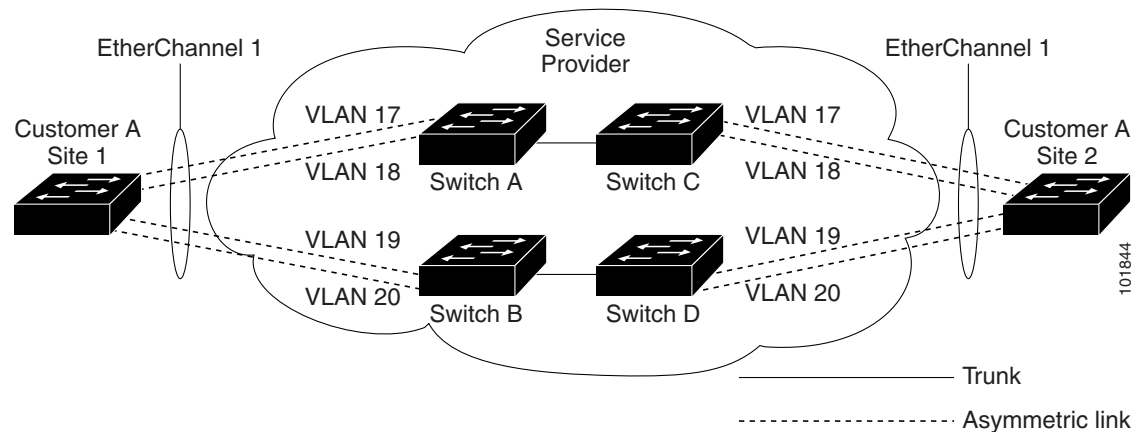 EtherChannel 1
Service
Provider
EtherChannel 1
Customer A
Site 1
VLAN 17
VLAN 18
Switch A
Switch C
VLAN 17
VLAN 18
Customer A
Site 2
VLAN 19
VLAN 20
Switch B
Switch D
VLAN 19
VLAN 20
101844
Trunk
Asymmetric link